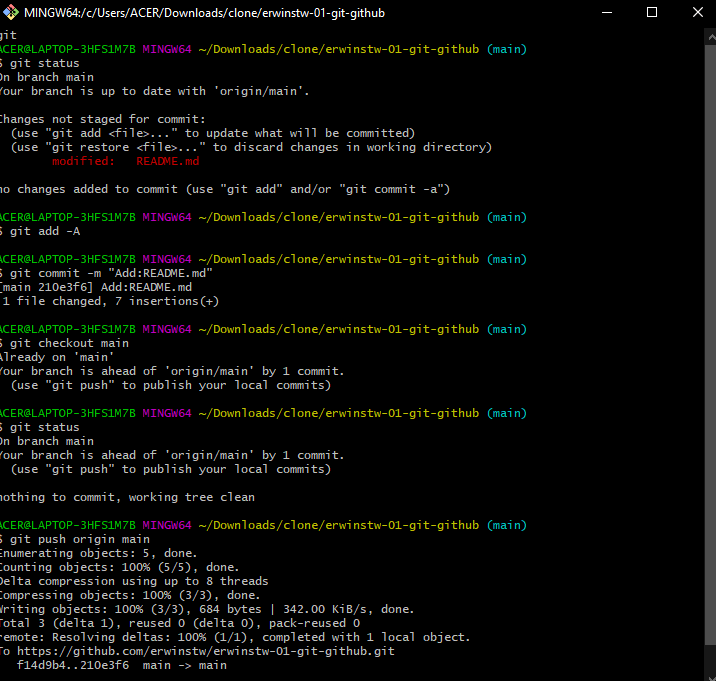 MINGW64:/c/Users/ACER/Downloads/clone/erwinstw-01-git-github
git
ACER@LAPTOP-3HFS1M7B MINGW64 ~/Downloads/clone/erwinstw-01-git-github (main)
$ git status
On branch main
Your branch is up to date with 'origin/main'.
Changes not staged for commit:
  (use "git add <file>..." to update what will be committed)
  (use "git restore <file>..." to discard changes in working directory)
        modified:   README.md
no changes added to commit (use "git add" and/or "git commit -a")
ACER@LAPTOP-3HFS1M7B MINGW64 ~/Downloads/clone/erwinstw-01-git-github (main)
$ git add -A
ACER@LAPTOP-3HFS1M7B MINGW64 ~/Downloads/clone/erwinstw-01-git-github (main)
$ git commit -m "Add:README.md"
[main 210e3f6] Add:README.md
 1 file changed, 7 insertions(+)
ACER@LAPTOP-3HFS1M7B MINGW64 ~/Downloads/clone/erwinstw-01-git-github (main)
$ git checkout main
Already on 'main'
Your branch is ahead of 'origin/main' by 1 commit.
  (use "git push" to publish your local commits)
ACER@LAPTOP-3HFS1M7B MINGW64 ~/Downloads/clone/erwinstw-01-git-github (main)
$ git status
On branch main
Your branch is ahead of 'origin/main' by 1 commit.
  (use "git push" to publish your local commits)
nothing to commit, working tree clean
ACER@LAPTOP-3HFS1M7B MINGW64 ~/Downloads/clone/erwinstw-01-git-github (main)
$ git push origin main
Enumerating objects: 5, done.
Counting objects: 100% (5/5), done.
Delta compression using up to 8 threads
Compressing objects: 100% (3/3), done.
Writing objects: 100% (3/3), 684 bytes | 342.00 KiB/s, done.
Total 3 (delta 1), reused 0 (delta 0), pack-reused 0
remote: Resolving deltas: 100% (1/1), completed with 1 local object.
To https://github.com/erwinstw/erwinstw-01-git-github.git
   f14d9b4..210e3f6  main -> main